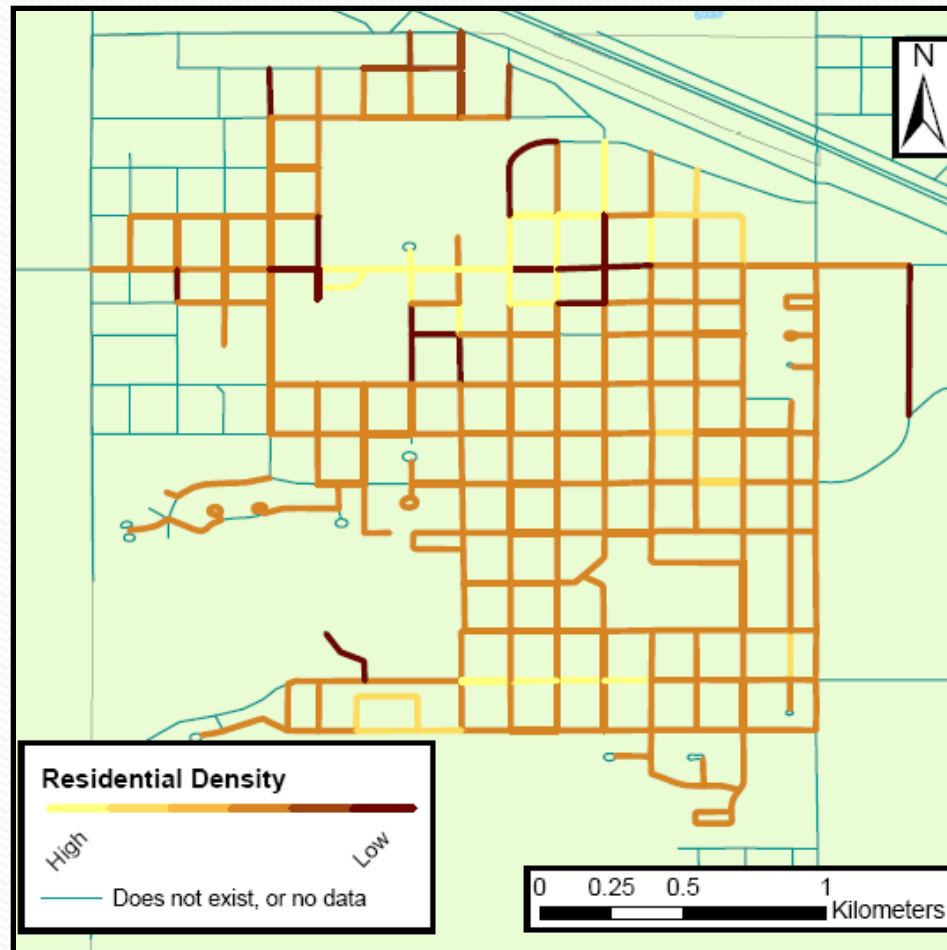 N
Residential Density
High
Low
Does not exist, or no data
0 0.25 0.5 1
Kilometers